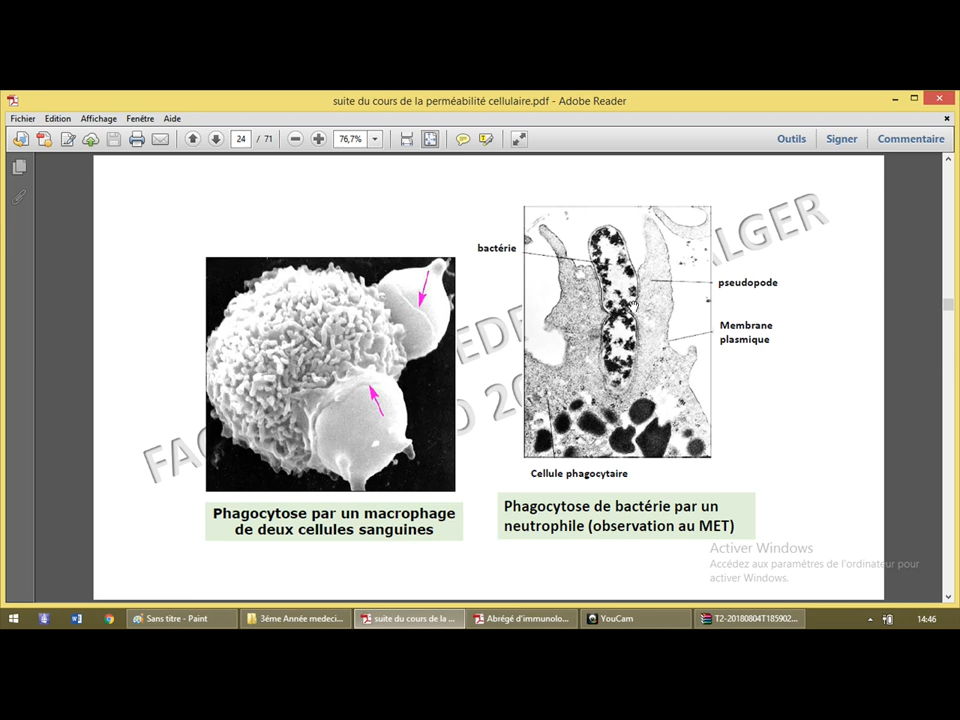 suite du cours de la perméabilité cellulaire.pdf - Adobe Reader
Fichier Edition Affichage Fenêtre Aide
24 / 71 76,7% Outils Signer Commentaire
bactérie
pseudopode
Membrane
plasmique
Cellule phagocytaire
Phagocytose par un macrophage
de deux cellules sanguines
Phagocytose de bactérie par un
neutrophile (observation au MET)
Activer Windows
Accédez aux paramètres de l'ordinateur pour
activer Windows.
Sans titre - Paint 3éme Année medeci... suite du cours de la ... Abrégé d'immunolo... YouCam T2-20180804T185902... 14:46